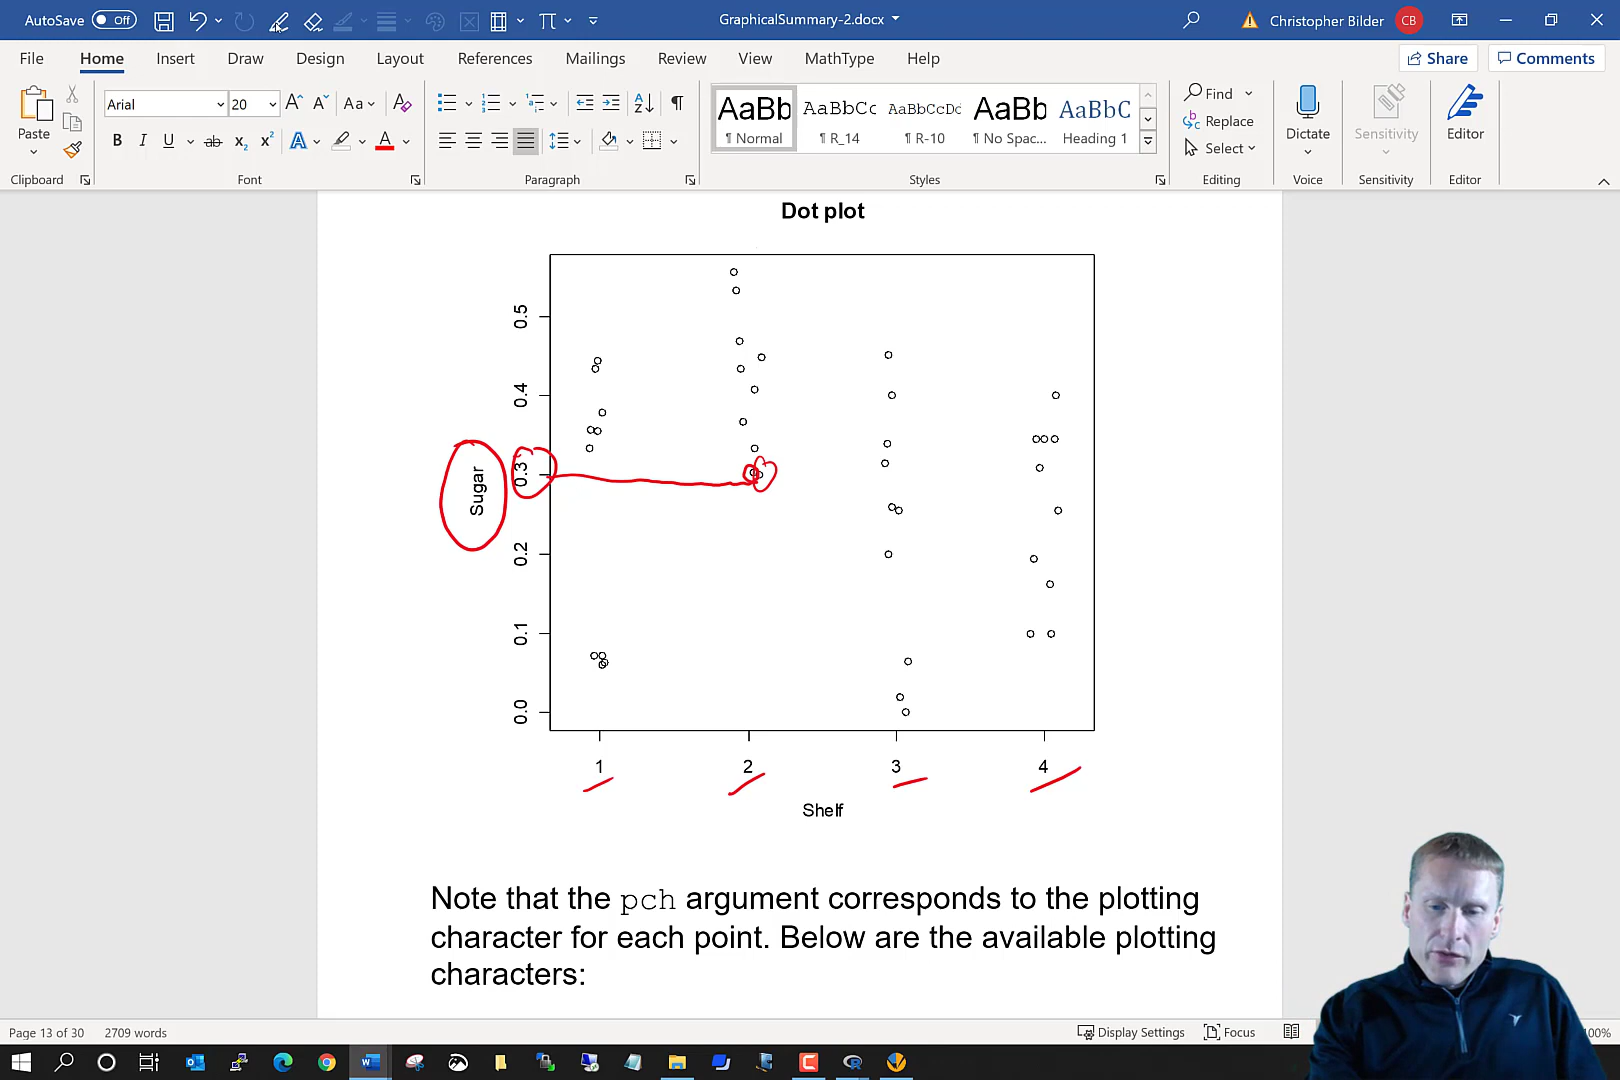 AutoSave Off GraphicalSummary-2.docx Christopher Bilder CB
File Home Insert Draw Design Layout References Mailings Review View MathType Help Share Comments
Paste
Clipboard
Arial 20
Aa
B I U ab x₂ x² A A
Font
Paragraph
AaBb AaBbCc AaBbCcDc AaBb AaBbC
¶ Normal ¶ R_14 ¶ R-10 ¶ No Spac... Heading 1
Styles
Find
Replace
Select
Editing
Dictate
Voice
Sensitivity
Sensitivity
Editor
Editor
Dot plot
0.5
0.4
0.3
0.2
0.1
0.0
Sugar
1 2 3 4
Shelf
Note that the pch argument corresponds to the plotting
character for each point. Below are the available plotting
characters:
Page 13 of 30 2709 words Display Settings Focus 100%